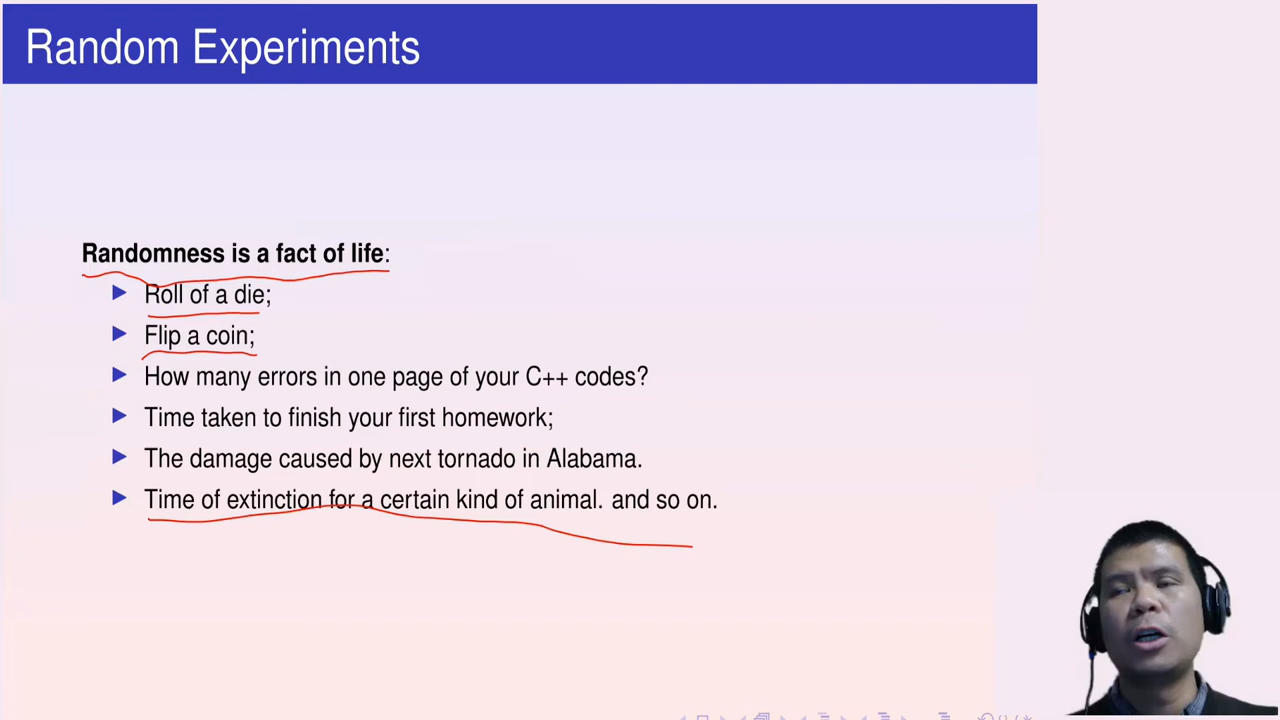 Random Experiments
Randomness is a fact of life:
Roll of a die;
Flip a coin;
How many errors in one page of your C++ codes?
Time taken to finish your first homework;
The damage caused by next tornado in Alabama.
Time of extinction for a certain kind of animal. and so on.